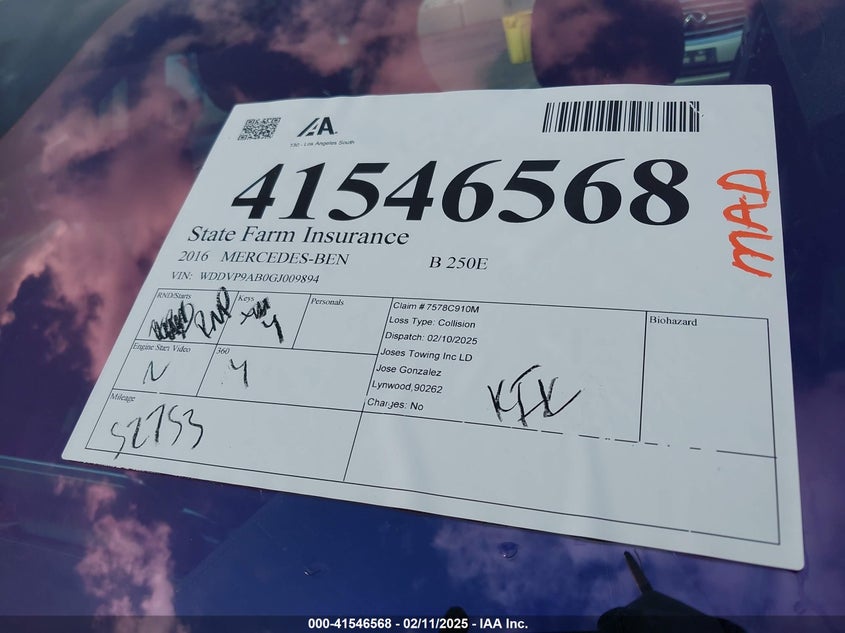 IAA.
130 - Los Angeles South
41546568
MAD
State Farm Insurance
2016 MERCEDES-BEN B 250E
VIN: WDDVP9AB0GJ009894
RND/Starts
RNP
Keys
Y
Personals
Claim # 7578C910M
Loss Type: Collision
Dispatch: 02/10/2025
Joses Towing Inc LD
Jose Gonzalez
Lynwood,90262
Charges: No
KIK
Biohazard
Engine Start Video
N
360
Y
Mileage
52753
000-41546568 - 02/11/2025 - IAA Inc.